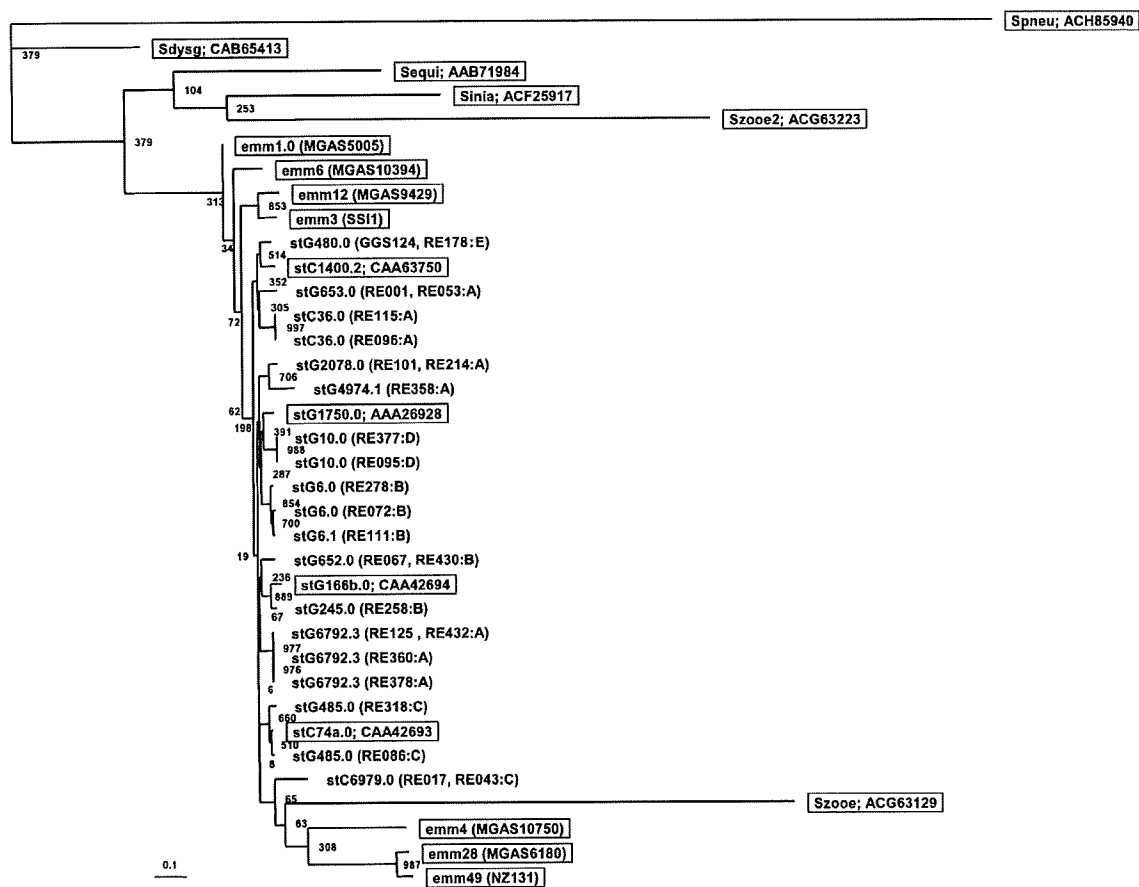 Spneu; ACH85940
379
Sdysg; CAB65413
Sequi; AAB71984
104
Sinia; ACF25917
253
Szooe2; ACG63223
379
emm1.0 (MGAS5005)
emm6 (MGAS10394)
emm12 (MGAS9429)
313
853
emm3 (SSI1)
34
stG480.0 (GGS124, RE178:E)
514
stC1400.2; CAA63750
352
stG653.0 (RE001, RE053:A)
305
stC36.0 (RE115:A)
72
997
stC36.0 (RE096:A)
stG2078.0 (RE101, RE214:A)
706
stG4974.1 (RE358:A)
62
stG1750.0; AAA26928
198
391
stG10.0 (RE377:D)
988
stG10.0 (RE095:D)
287
stG6.0 (RE278:B)
854
stG6.0 (RE072:B)
700
stG6.1 (RE111:B)
19
stG652.0 (RE067, RE430:B)
236
stG166b.0; CAA42694
889
stG245.0 (RE258:B)
67
stG6792.3 (RE125 , RE432:A)
977
stG6792.3 (RE360:A)
976
stG6792.3 (RE378:A)
6
stG485.0 (RE318:C)
660
stC74a.0; CAA42693
510
stG485.0 (RE086:C)
8
stC6979.0 (RE017, RE043:C)
65
Szooe; ACG63129
63
emm4 (MGAS10750)
308
emm28 (MGAS6180)
987
emm49 (NZ131)
0.1